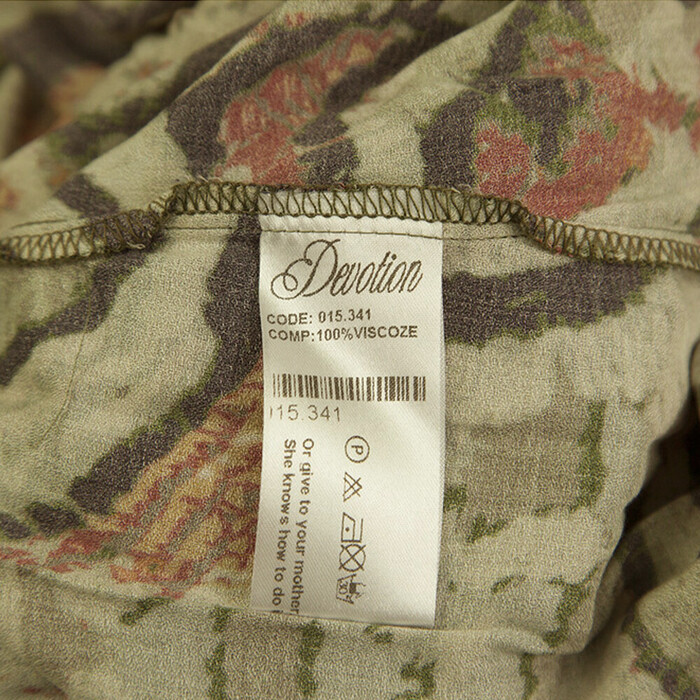 Devotion
CODE: 015.341
COMP:100%VISCOZE
015.341
P
Or give to your mother
She knows how to do